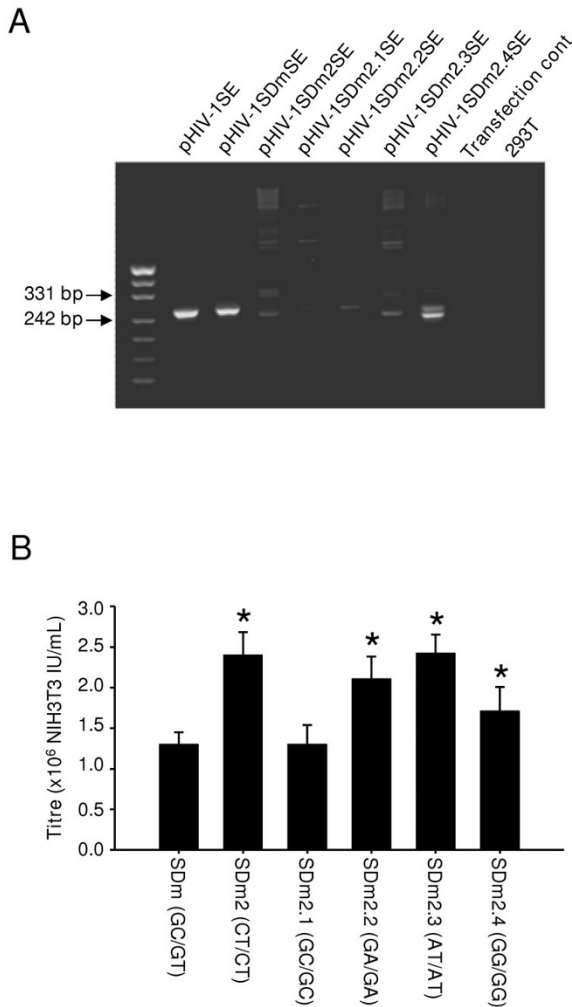 A
pHIV-1SE
pHIV-1SDmSE
pHIV-1SDm2SE
pHIV-1SDm2.1SE
pHIV-1SDm2.2SE
pHIV-1SDm2.3SE
pHIV-1SDm2.4SE
Transfection cont
293T
331 bp
242 bp
B
Titre (x10⁶ NIH3T3 IU/mL)
3.0
2.5
2.0
1.5
1.0
0.5
0.0
*
*
*
*
SDm (GC/GT)
SDm2 (CT/CT)
SDm2.1 (GC/GC)
SDm2.2 (GA/GA)
SDm2.3 (AT/AT)
SDm2.4 (GG/GG)